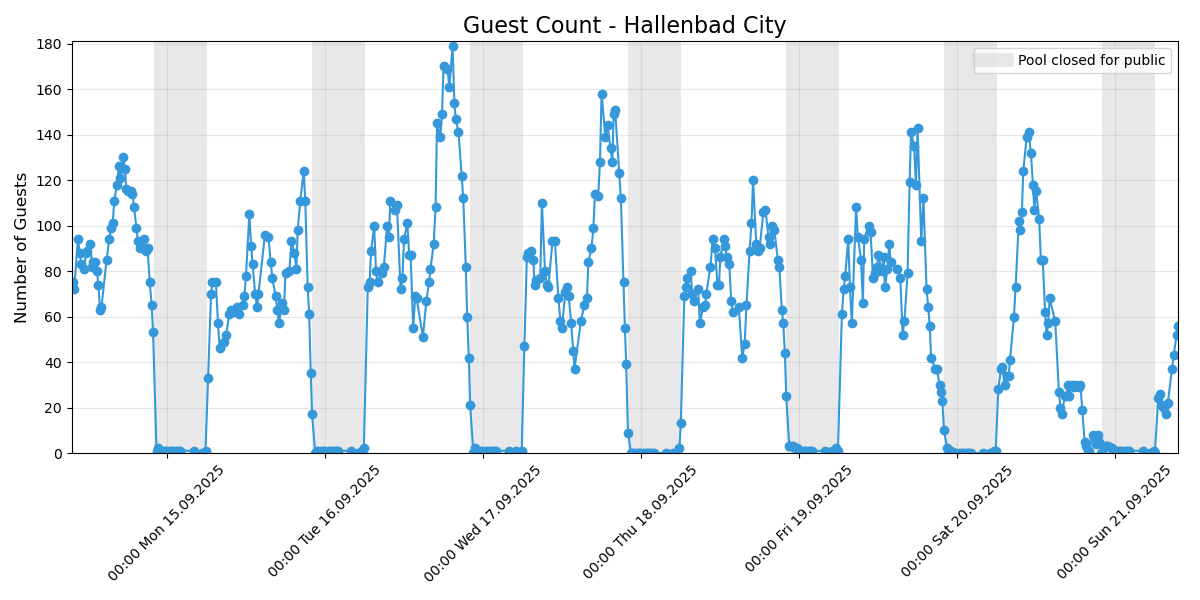 Guest Count - Hallenbad City
Pool closed for public
Number of Guests
180
160
140
120
100
80
60
40
20
0
00:00 Mon 15.09.2025
00:00 Tue 16.09.2025
00:00 Wed 17.09.2025
00:00 Thu 18.09.2025
00:00 Fri 19.09.2025
00:00 Sat 20.09.2025
00:00 Sun 21.09.2025